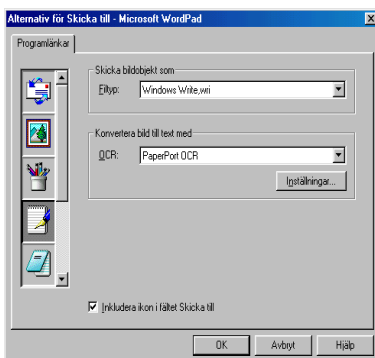 Alternativ för Skicka till - Microsoft WordPad
Programlänkar
Skicka bildobjekt som
Filtyp: Windows Write,wri
Konvertera bild till text med
OCR: PaperPort OCR
Inställningar...
Inkludera ikon i fältet Skicka till
OK Avbryt Hjälp